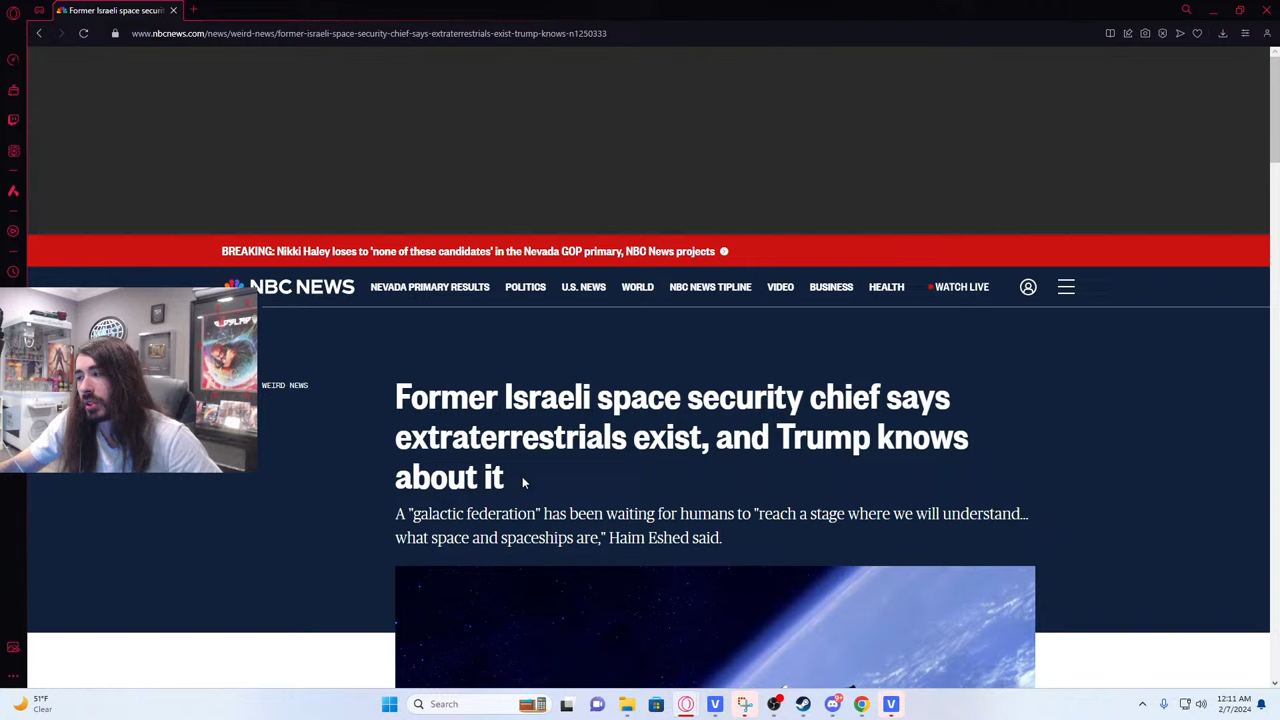 Former Israeli space securit
www.nbcnews.com/news/weird-news/former-israeli-space-security-chief-says-extraterrestrials-exist-trump-knows-n1250333
BREAKING: Nikki Haley loses to 'none of these candidates' in the Nevada GOP primary, NBC News projects
NBC NEWS NEVADA PRIMARY RESULTS POLITICS U.S. NEWS WORLD NBC NEWS TIPLINE VIDEO BUSINESS HEALTH WATCH LIVE
WEIRD NEWS
Former Israeli space security chief says
extraterrestrials exist, and Trump knows
about it
A "galactic federation" has been waiting for humans to "reach a stage where we will understand...
what space and spaceships are," Haim Eshed said.
51°F
Clear
Search
12:11 AM
2/7/2024